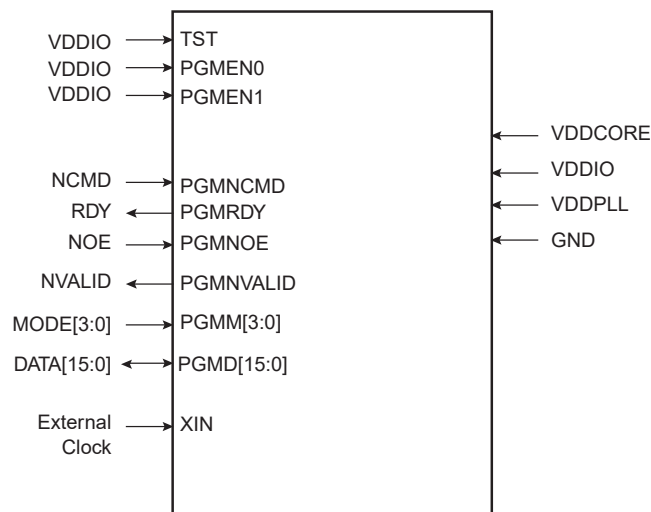 VDDIO TST
VDDIO PGMEN0
VDDIO PGMEN1
VDDCORE
VDDIO
NCMD PGMNCMD
VDDPLL
RDY PGMRDY
NOE PGMNOE
GND
NVALID PGMNVALID
MODE[3:0] PGMM[3:0]
DATA[15:0] PGMD[15:0]
External XIN
Clock